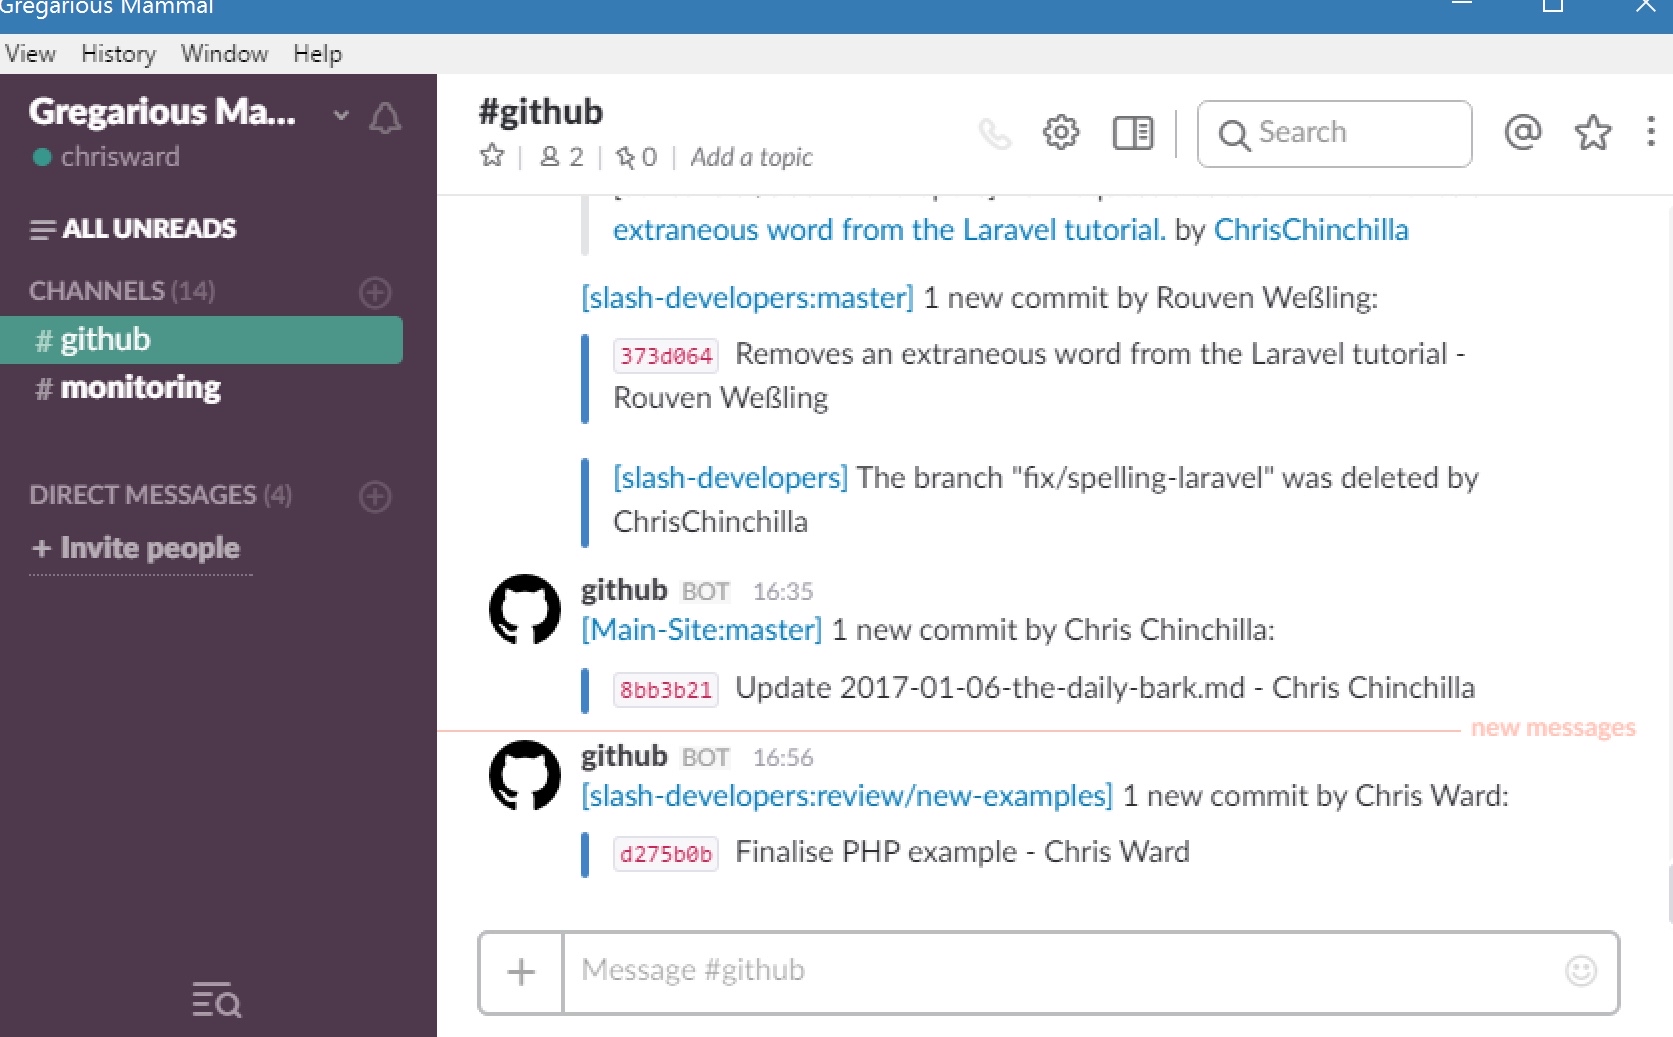 Gregarious Mammal
View History Window Help
Gregarious Ma...
chrisward
ALL UNREADS
CHANNELS (14)
# github
# monitoring
DIRECT MESSAGES (4)
+ Invite people
#github
2 | 0 | Add a topic
Search
extraneous word from the Laravel tutorial. by ChrisChinchilla
[slash-developers:master] 1 new commit by Rouven Weßling:
373d064 Removes an extraneous word from the Laravel tutorial -
Rouven Weßling
[slash-developers] The branch "fix/spelling-laravel" was deleted by
ChrisChinchilla
github BOT 16:35
[Main-Site:master] 1 new commit by Chris Chinchilla:
8bb3b21 Update 2017-01-06-the-daily-bark.md - Chris Chinchilla
new messages
github BOT 16:56
[slash-developers:review/new-examples] 1 new commit by Chris Ward:
d275b0b Finalise PHP example - Chris Ward
Message #github